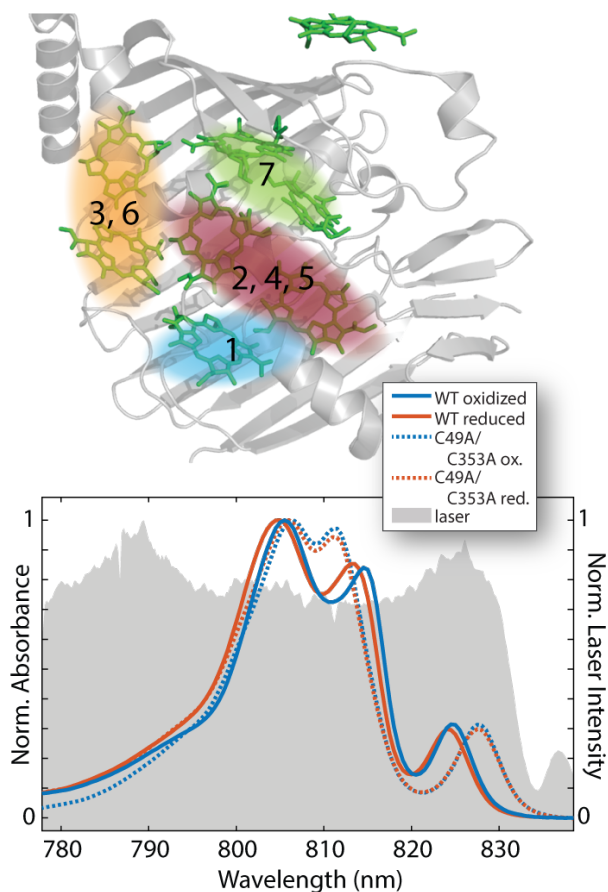 7
3, 6
2, 4, 5
1
WT oxidized
WT reduced
C49A/
C353A ox.
C49A/
C353A red.
laser
1
1
Norm. Absorbance
Norm. Laser Intensity
0
0
780 790 800 810 820 830
Wavelength (nm)